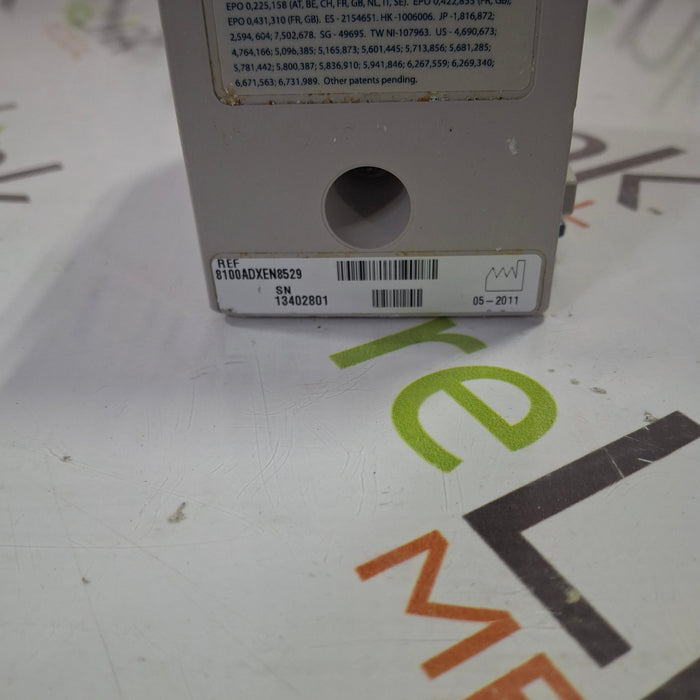 EPO 0,225,158 (AT, BE, CH, FR, GB, NL, IT, SE). EPO 0,422,855 (FR, GB),
EPO 0,431,310 (FR, GB). ES - 2154651. HK - 1006006. JP - 1,816,872;
2,594,604; 7,502,678. SG - 49695. TW NI-107963. US - 4,690,673;
4,764,166; 5,096,385; 5,165,873; 5,601,445; 5,713,856; 5,681,285;
5,781,442; 5,800,387; 5,836,910; 5,941,846; 6,267,559; 6,269,340;
6,671,563; 6,731,989. Other patents pending.
REF
8100ADXEN8529
SN
13402801
05-2011
reL
ME